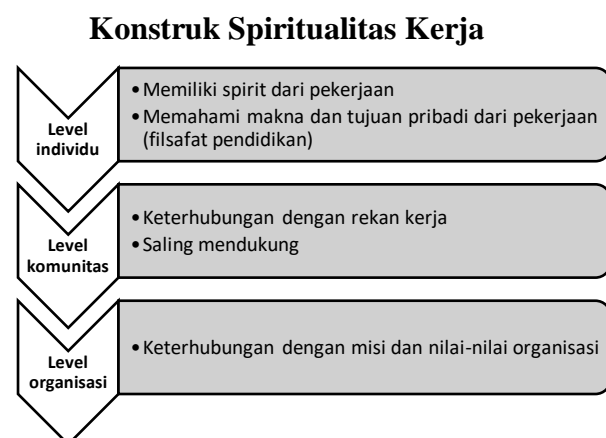 Konstruk Spiritualitas Kerja
Level
individu
•Memiliki spirit dari pekerjaan
•Memahami makna dan tujuan pribadi dari pekerjaan
(filsafat pendidikan)
Level
komunitas
•Keterhubungan dengan rekan kerja
•Saling mendukung
Level
organisasi
•Keterhubungan dengan misi dan nilai-nilai organisasi